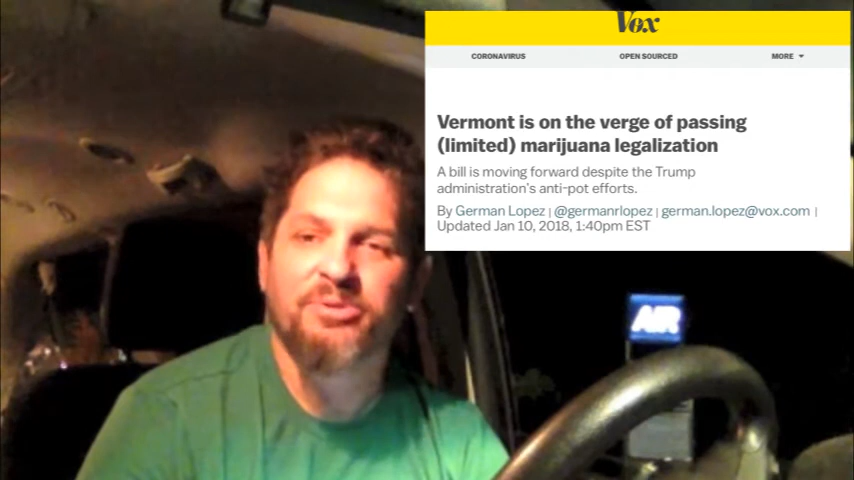 Vox
CORONAVIRUS OPEN SOURCED MORE
Vermont is on the verge of passing
(limited) marijuana legalization
A bill is moving forward despite the Trump
administration's anti-pot efforts.
By German Lopez | @germanrlopez | german.lopez@vox.com |
Updated Jan 10, 2018, 1:40pm EST
AIR